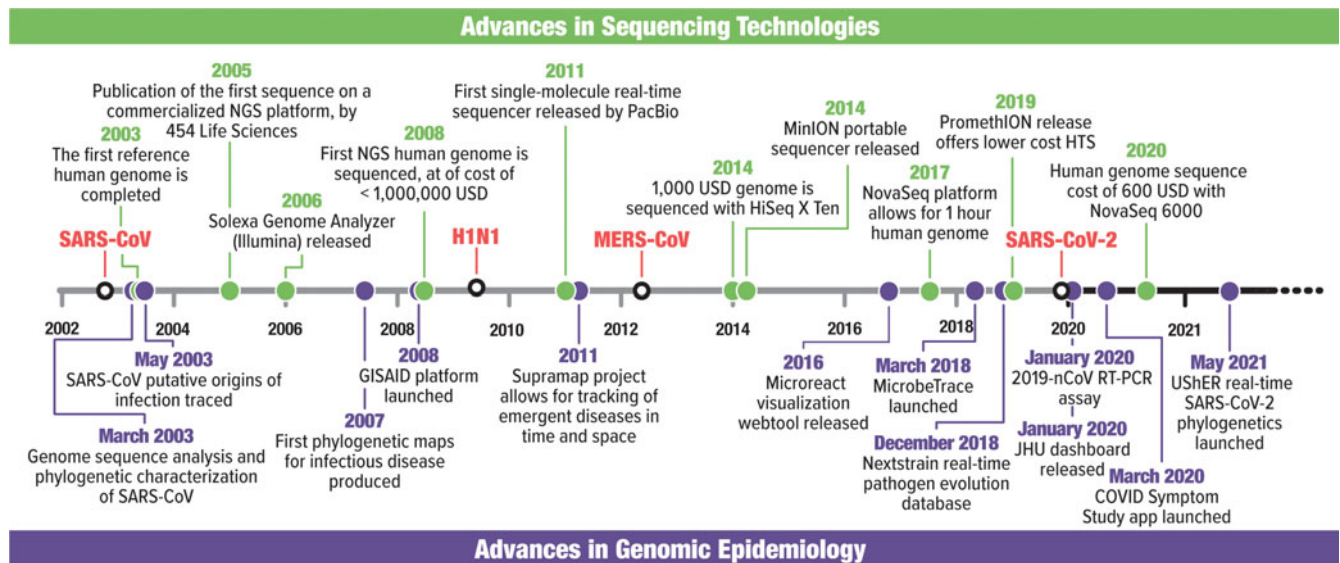 Advances in Sequencing Technologies
2003
The first reference
human genome is
completed
2005
Publication of the first sequence on a
commercialized NGS platform, by
454 Life Sciences
2006
Solexa Genome Analyzer
(Illumina) released
2008
First NGS human genome is
sequenced, at of cost of
< 1,000,000 USD
2011
First single-molecule real-time
sequencer released by PacBio
2014
1,000 USD genome is
sequenced with HiSeq X Ten
2014
MinION portable
sequencer released
2017
NovaSeq platform
allows for 1 hour
human genome
2019
PromethION release
offers lower cost HTS
2020
Human genome sequence
cost of 600 USD with
NovaSeq 6000
SARS-CoV
H1N1
MERS-CoV
SARS-CoV-2
2002
2004
2006
2008
2010
2012
2014
2016
2018
2020
2021
March 2003
Genome sequence analysis and
phylogenetic characterization
of SARS-CoV
May 2003
SARS-CoV putative origins of
infection traced
2007
First phylogenetic maps
for infectious disease
produced
2008
GISAID platform
launched
2011
Supramap project
allows for tracking of
emergent diseases in
time and space
2016
Microreact
visualization
webtool released
March 2018
MicrobeTrace
launched
December 2018
Nextstrain real-time
pathogen evolution
database
January 2020
2019-nCoV RT-PCR
assay
January 2020
JHU dashboard
released
March 2020
COVID Symptom
Study app launched
May 2021
UShER real-time
SARS-CoV-2
phylogenetics
launched
Advances in Genomic Epidemiology